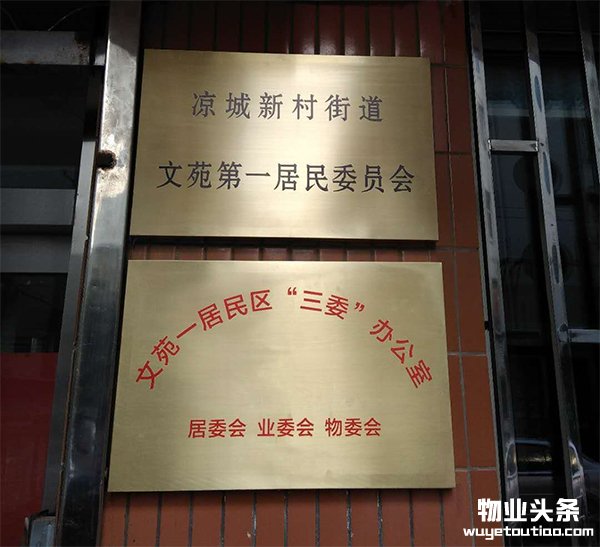 凉城新村街道
文苑第一居民委员会
文苑一居民区“三委”办公室
居委会 业委会 物委会
物业头条
wuyetoutiao.com